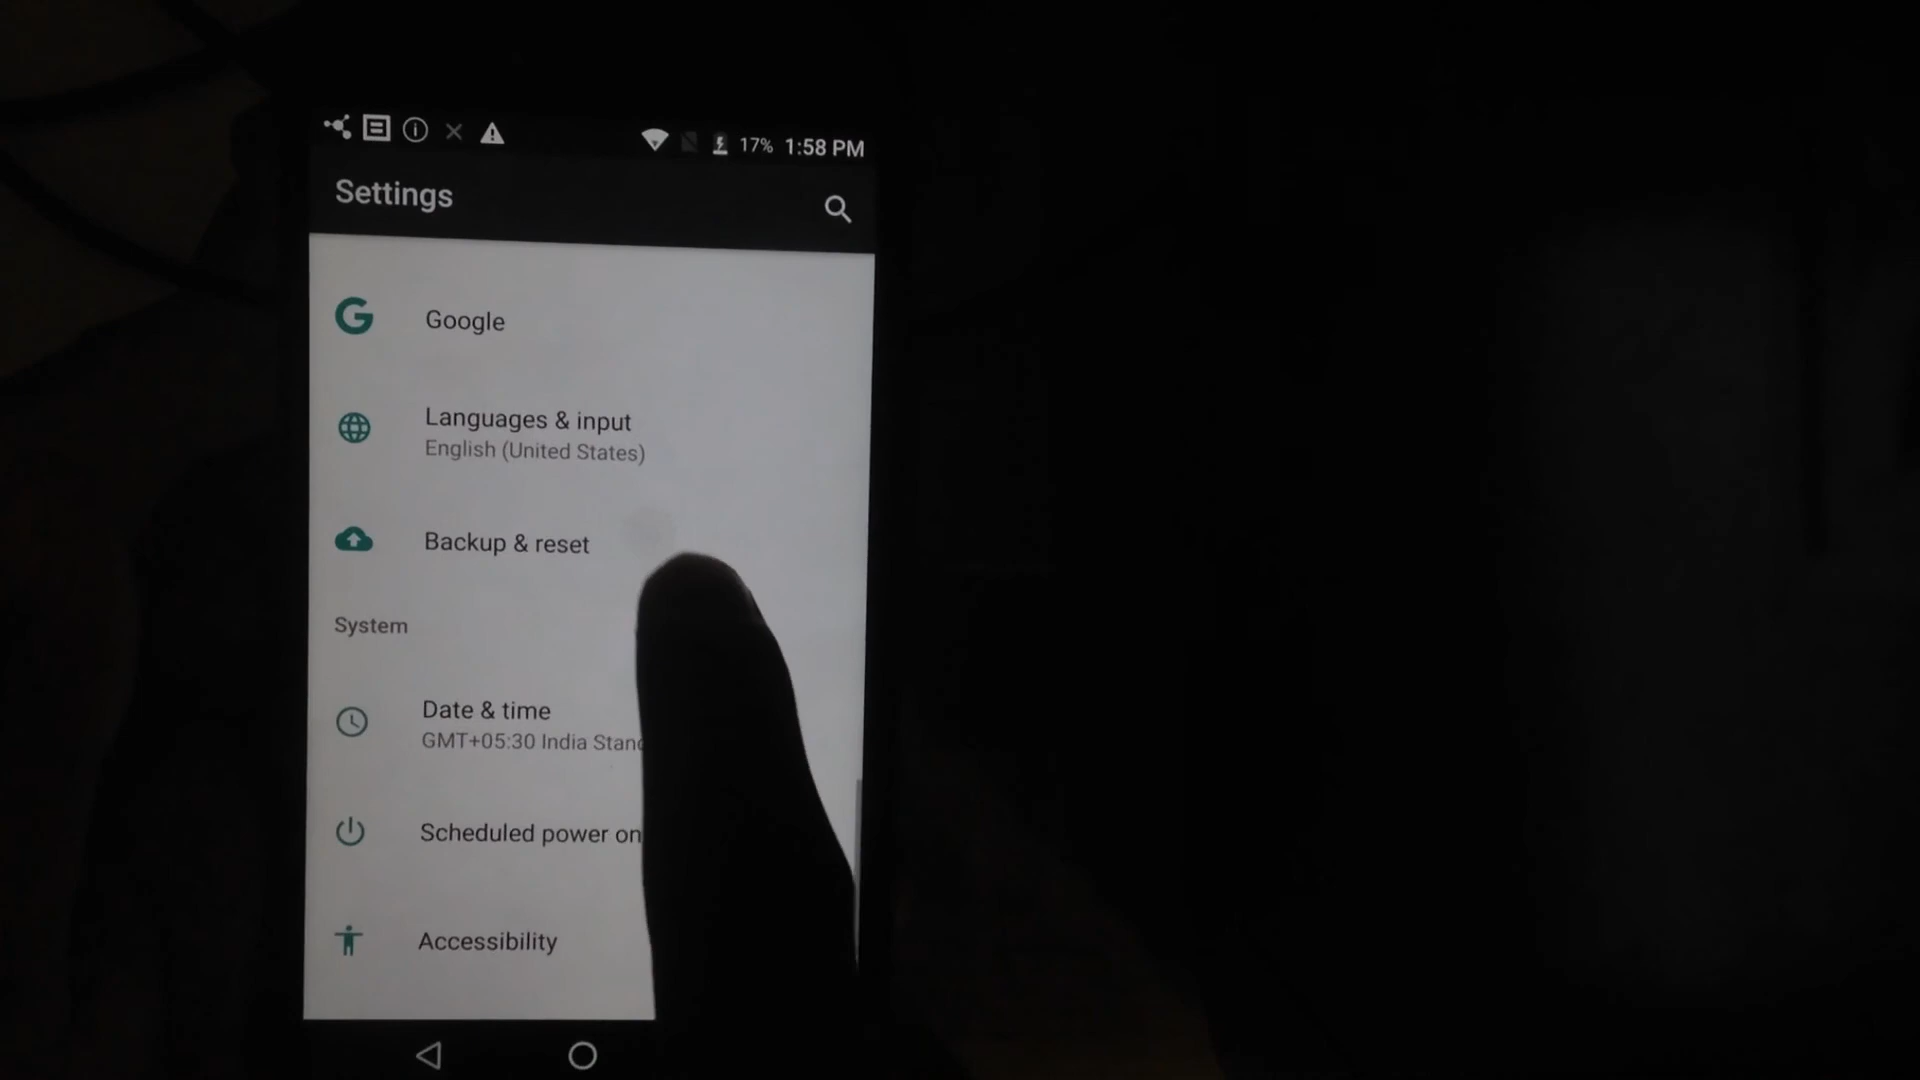 17% 1:58 PM
Settings
Google
Languages & input
English (United States)
Backup & reset
System
Date & time
GMT+05:30 India
Scheduled power on
Accessibility